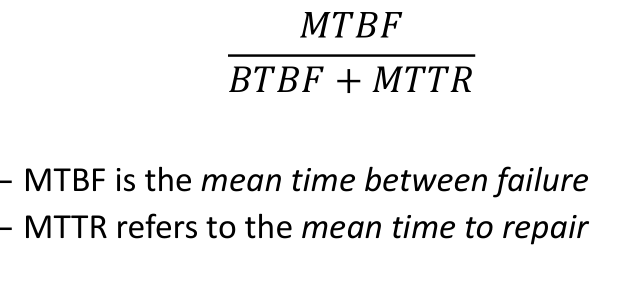 MTBF
BTBF + MTTR
– MTBF is the mean time between failure
– MTTR refers to the mean time to repair